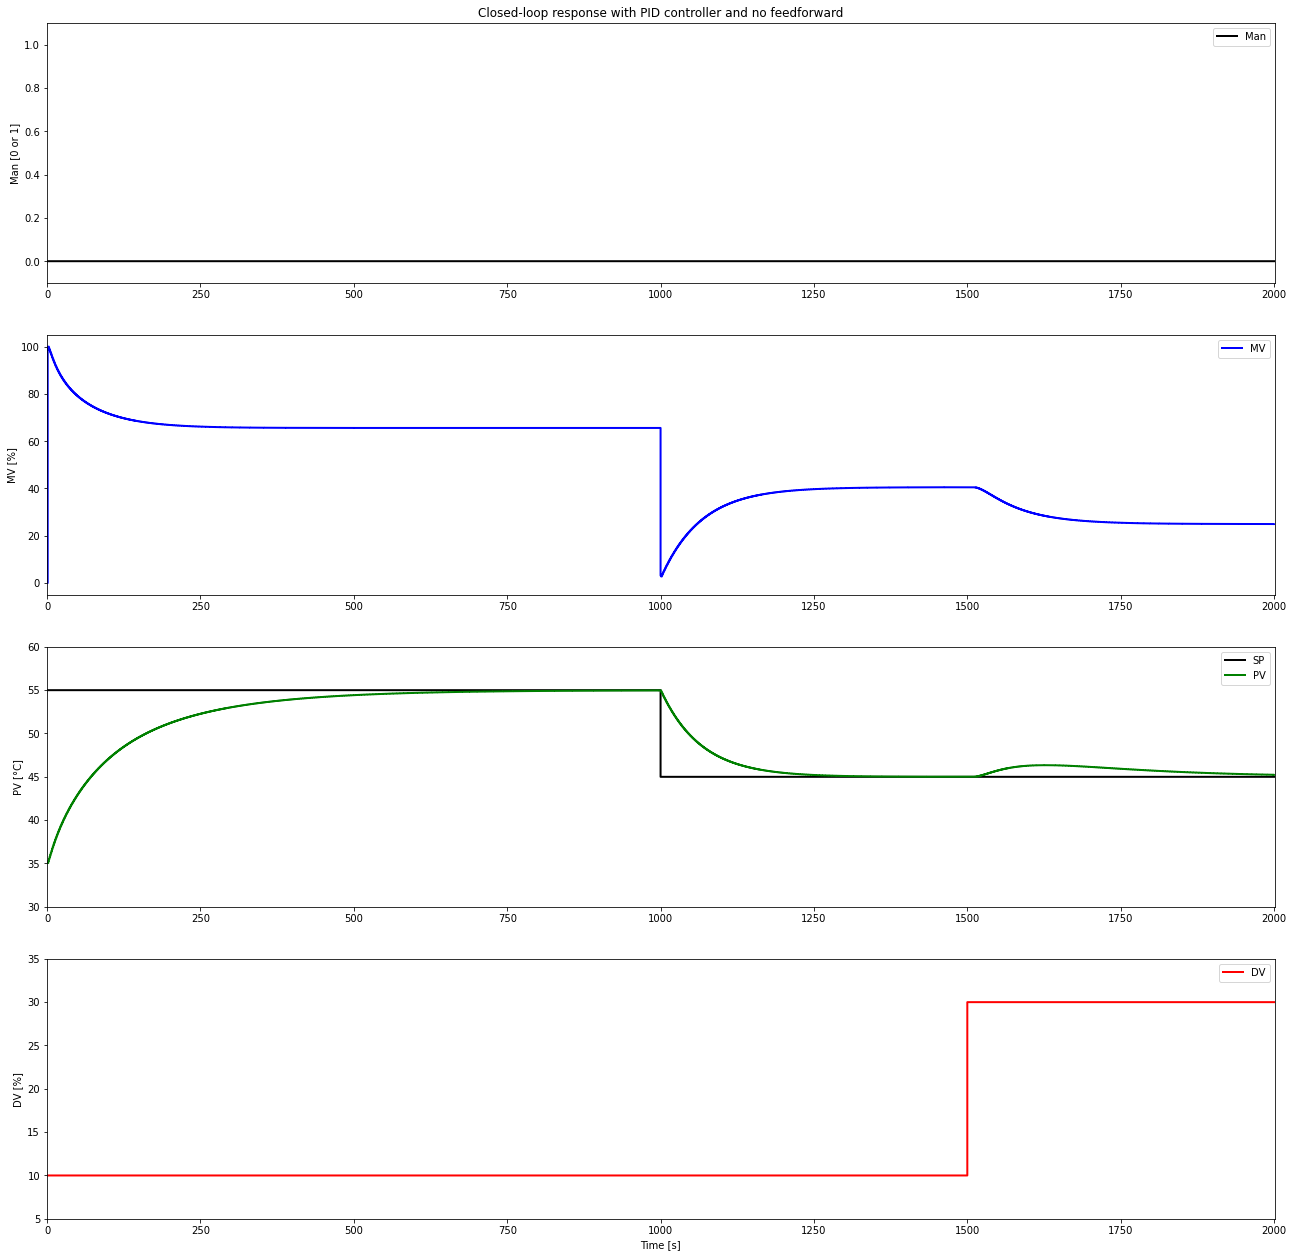 Closed-loop response with PID controller and no feedforward
Man
Man [0 or 1]
1.0
0.8
0.6
0.4
0.2
0.0
0 250 500 750 1000 1250 1500 1750 2000
MV
MV [%]
100
80
60
40
20
0
0 250 500 750 1000 1250 1500 1750 2000
SP
PV
PV [°C]
60
55
50
45
40
35
30
0 250 500 750 1000 1250 1500 1750 2000
DV
DV [%]
35
30
25
20
15
10
5
0 250 500 750 1000 1250 1500 1750 2000
Time [s]